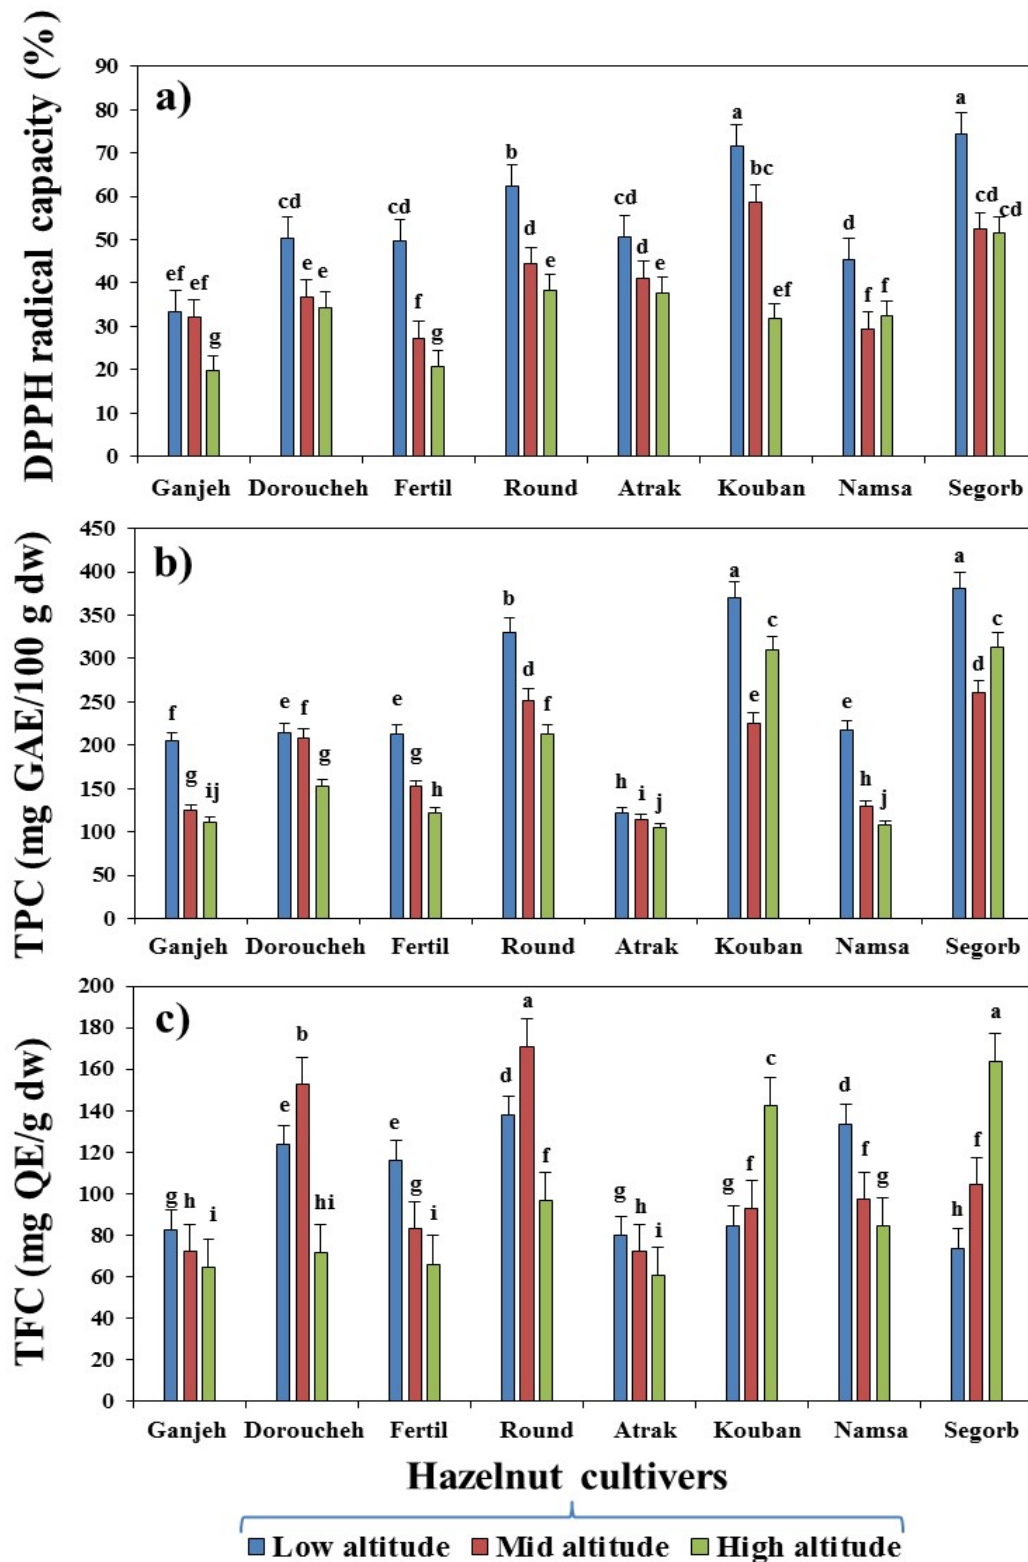 DPPH radical capacity (%)
a)
90
80
70
60
50
40
30
20
10
0
ef ef g
cd e e
cd f g
b d e
cd d e
a bc ef
d f f
a cd cd
Ganjeh Doroucheh Fertil Round Atrak Kouban Namsa Segorb
TPC (mg GAE/100 g dw)
b)
450
400
350
300
250
200
150
100
50
0
f g ij
e f g
e g h
b d f
h i j
a e c
e h j
a d c
Ganjeh Doroucheh Fertil Round Atrak Kouban Namsa Segorb
TFC (mg QE/g dw)
c)
200
180
160
140
120
100
80
60
40
20
0
g h i
e b hi
e g i
d a f
g h i
g f c
d f g
h f a
Ganjeh Doroucheh Fertil Round Atrak Kouban Namsa Segorb
Hazelnut cultivers
Low altitude Mid altitude High altitude